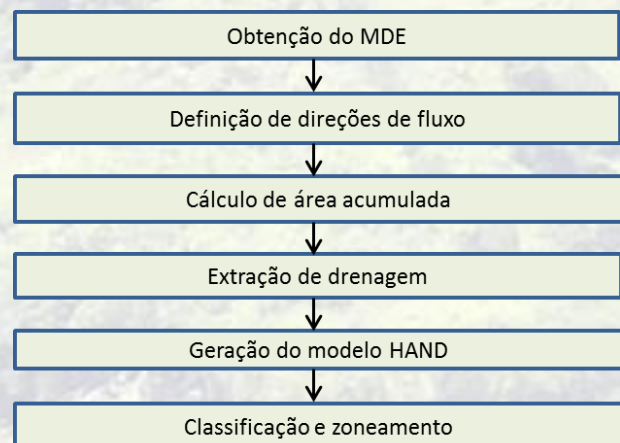 Obtenção do MDE
Definição de direções de fluxo
Cálculo de área acumulada
Extração de drenagem
Geração do modelo HAND
Classificação e zoneamento